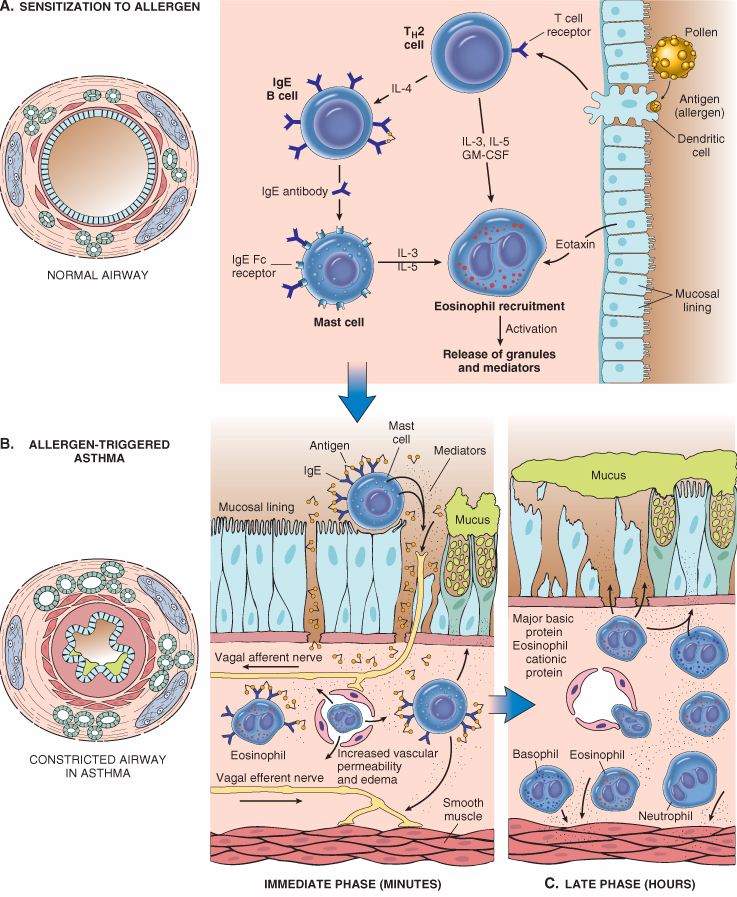 A. SENSITIZATION TO ALLERGEN
NORMAL AIRWAY
TH2
cell
T cell
receptor
Pollen
IgE
B cell
IL-4
Antigen
(allergen)
Dendritic
cell
IL-3, IL-5
GM-CSF
IgE antibody
IgE Fc
receptor
IL-3
IL-5
Eotaxin
Mast cell
Eosinophil recruitment
Mucosal
lining
Activation
Release of granules
and mediators
B. ALLERGEN-TRIGGERED
ASTHMA
CONSTRICTED AIRWAY
IN ASTHMA
Antigen
Mast
cell
IgE
Mediators
Mucosal lining
Mucus
Vagal afferent nerve
Eosinophil
Increased vascular
permeability
and edema
Vagal efferent nerve
Smooth
muscle
IMMEDIATE PHASE (MINUTES)
Mucus
Major basic
protein
Eosinophil
cationic
protein
Basophil
Eosinophil
Neutrophil
C. LATE PHASE (HOURS)